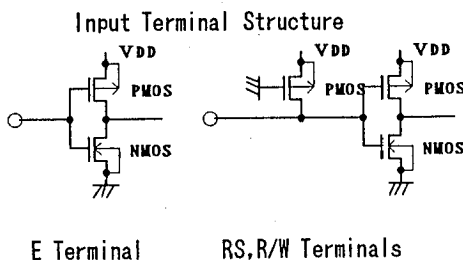 Input Terminal Structure
VDD
VDD
VDD
PMOS
PMOS
PMOS
NMOS
NMOS
E Terminal
RS,R/W Terminals